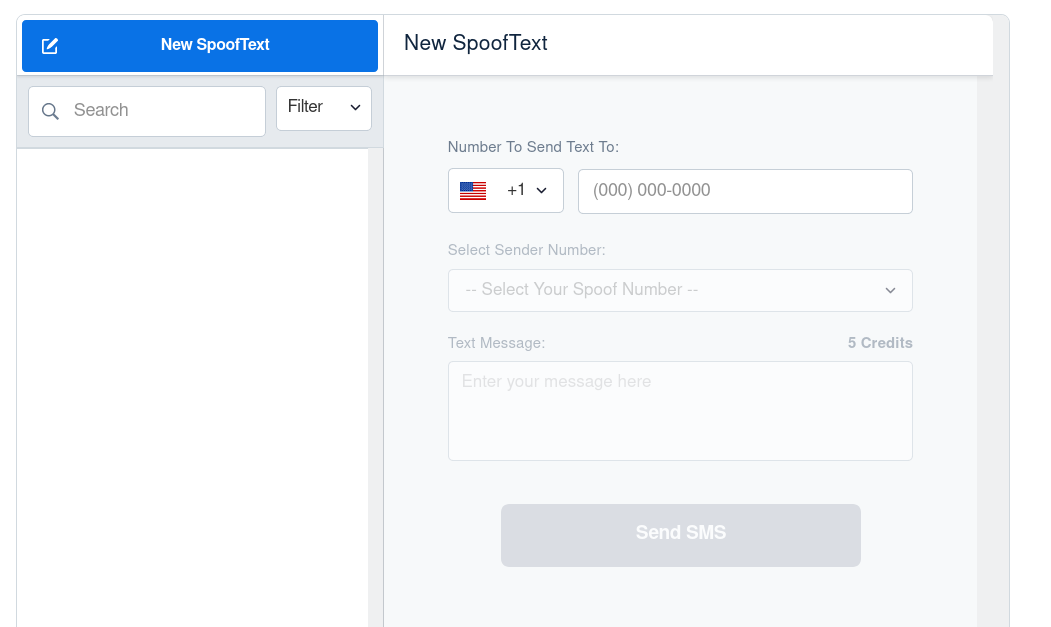 New SpoofText
New SpoofText
Search
Filter
Number To Send Text To:
+1
(000) 000-0000
Select Sender Number:
-- Select Your Spoof Number --
Text Message:
5 Credits
Enter your message here
Send SMS